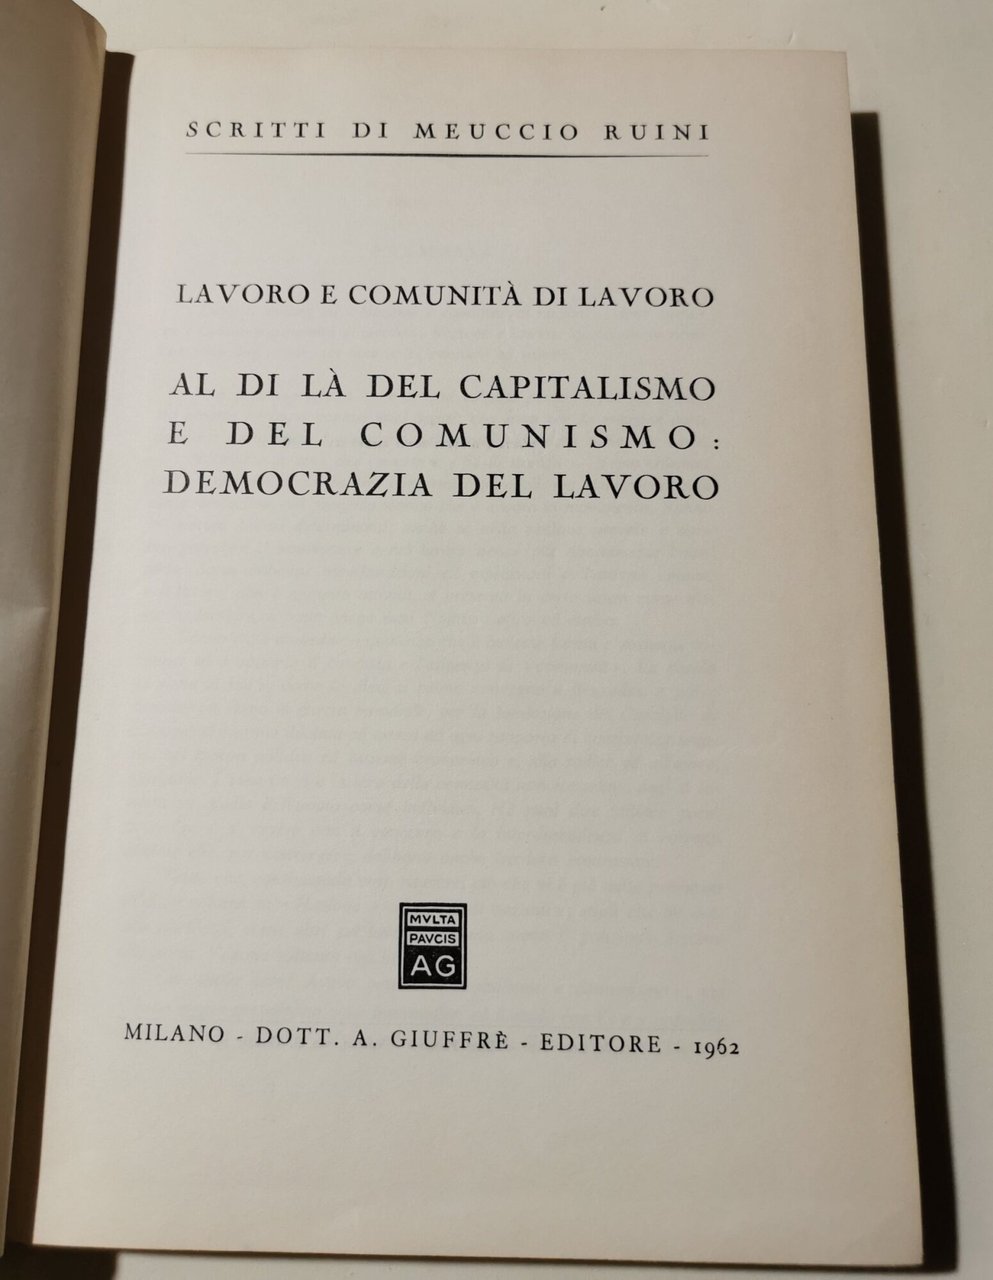 SCRITTI DI MEUCCIO RUINI
LAVORO E COMUNITÀ DI LAVORO
AL DI LÀ DEL CAPITALISMO
E DEL COMUNISMO:
DEMOCRAZIA DEL LAVORO
MVLTA
PAVCIS
AG
MILANO - DOTT. A. GIUFFRÈ - EDITORE - 1962